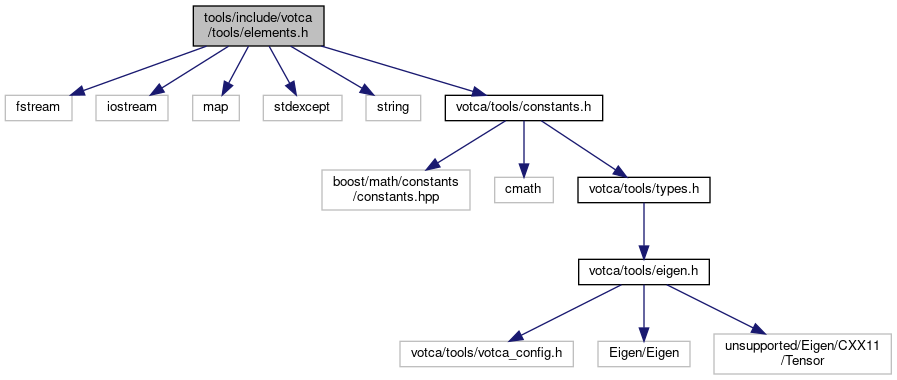 tools/include/votca
/tools/elements.h
fstream
iostream
map
stdexcept
string
votca/tools/constants.h
boost/math/constants
/constants.hpp
cmath
votca/tools/types.h
votca/tools/eigen.h
votca/tools/votca_config.h
Eigen/Eigen
unsupported/Eigen/CXX11
/Tensor